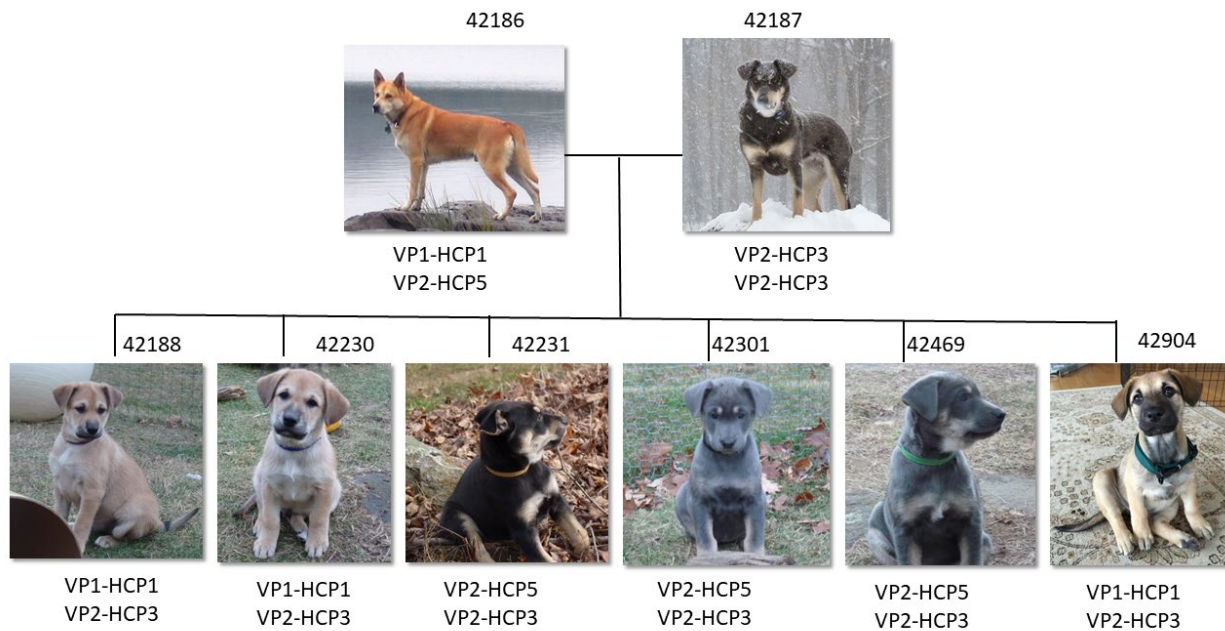 42186
42187
VP1-HCP1
VP2-HCP5
VP2-HCP3
VP2-HCP3
42188
42230
42231
42301
42469
42904
VP1-HCP1
VP2-HCP3
VP1-HCP1
VP2-HCP3
VP2-HCP5
VP2-HCP3
VP2-HCP5
VP2-HCP3
VP2-HCP5
VP2-HCP3
VP1-HCP1
VP2-HCP3